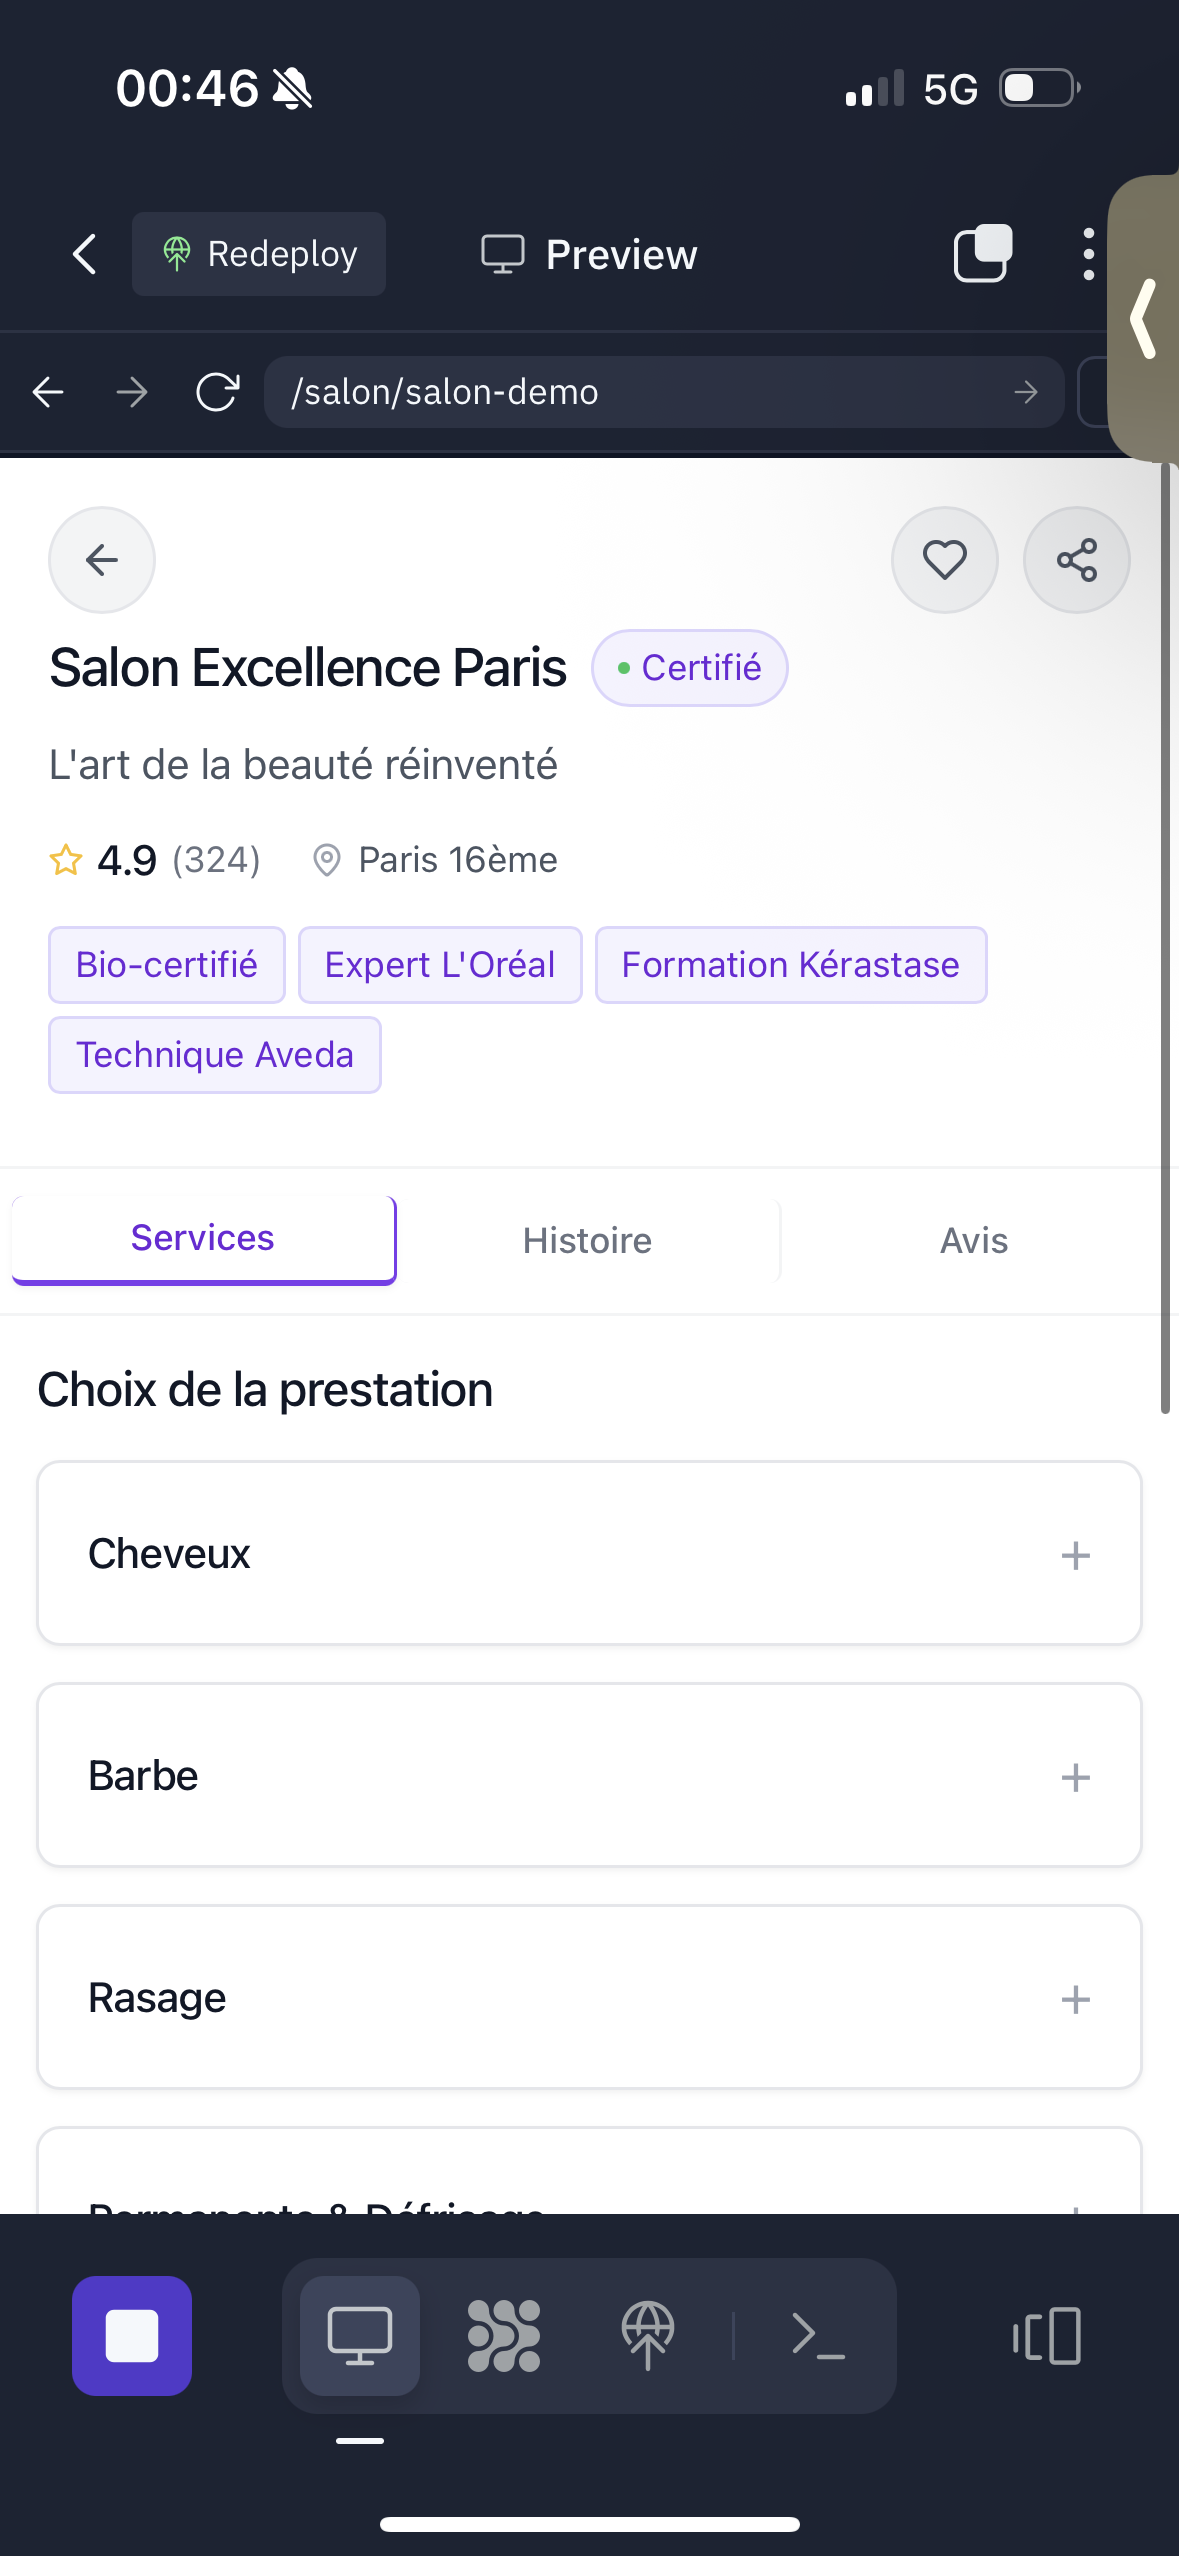 00:46
5G
Redeploy
Preview
/salon/salon-demo
Salon Excellence Paris
Certifié
L'art de la beauté réinventé
4.9 (324)
Paris 16ème
Bio-certifié
Expert L'Oréal
Formation Kérastase
Technique Aveda
Services
Histoire
Avis
Choix de la prestation
Cheveux
Barbe
Rasage
Permanente & Défrisage